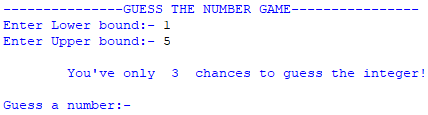 ---------------GUESS THE NUMBER GAME----------------
Enter Lower bound:- 1
Enter Upper bound:- 5
You've only  3  chances to guess the integer!
Guess a number:-